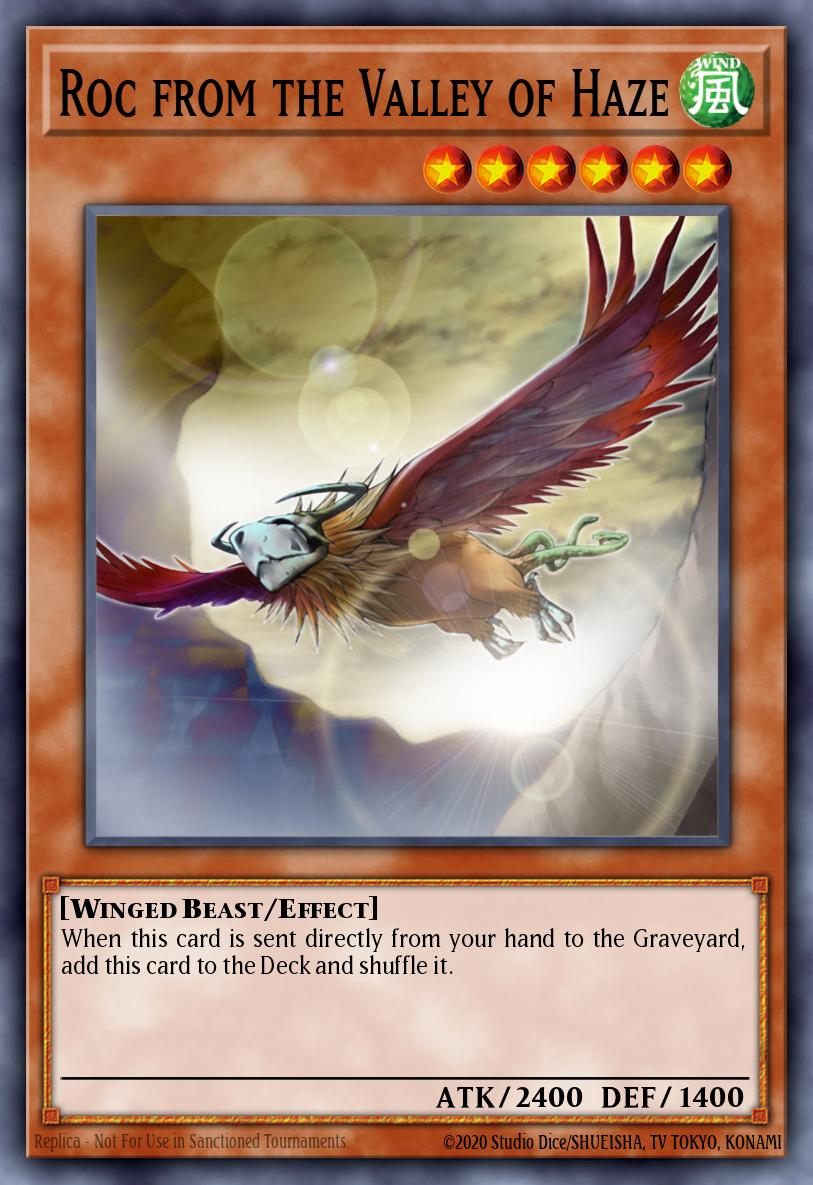 Roc from the Valley of Haze
WIND
風
[Winged Beast/Effect]
When this card is sent directly from your hand to the Graveyard,
add this card to the Deck and shuffle it.
ATK/2400 DEF/1400
Replica - Not For Use in Sanctioned Tournaments.
©2020 Studio Dice/SHUEISHA, TV TOKYO, KONAMI